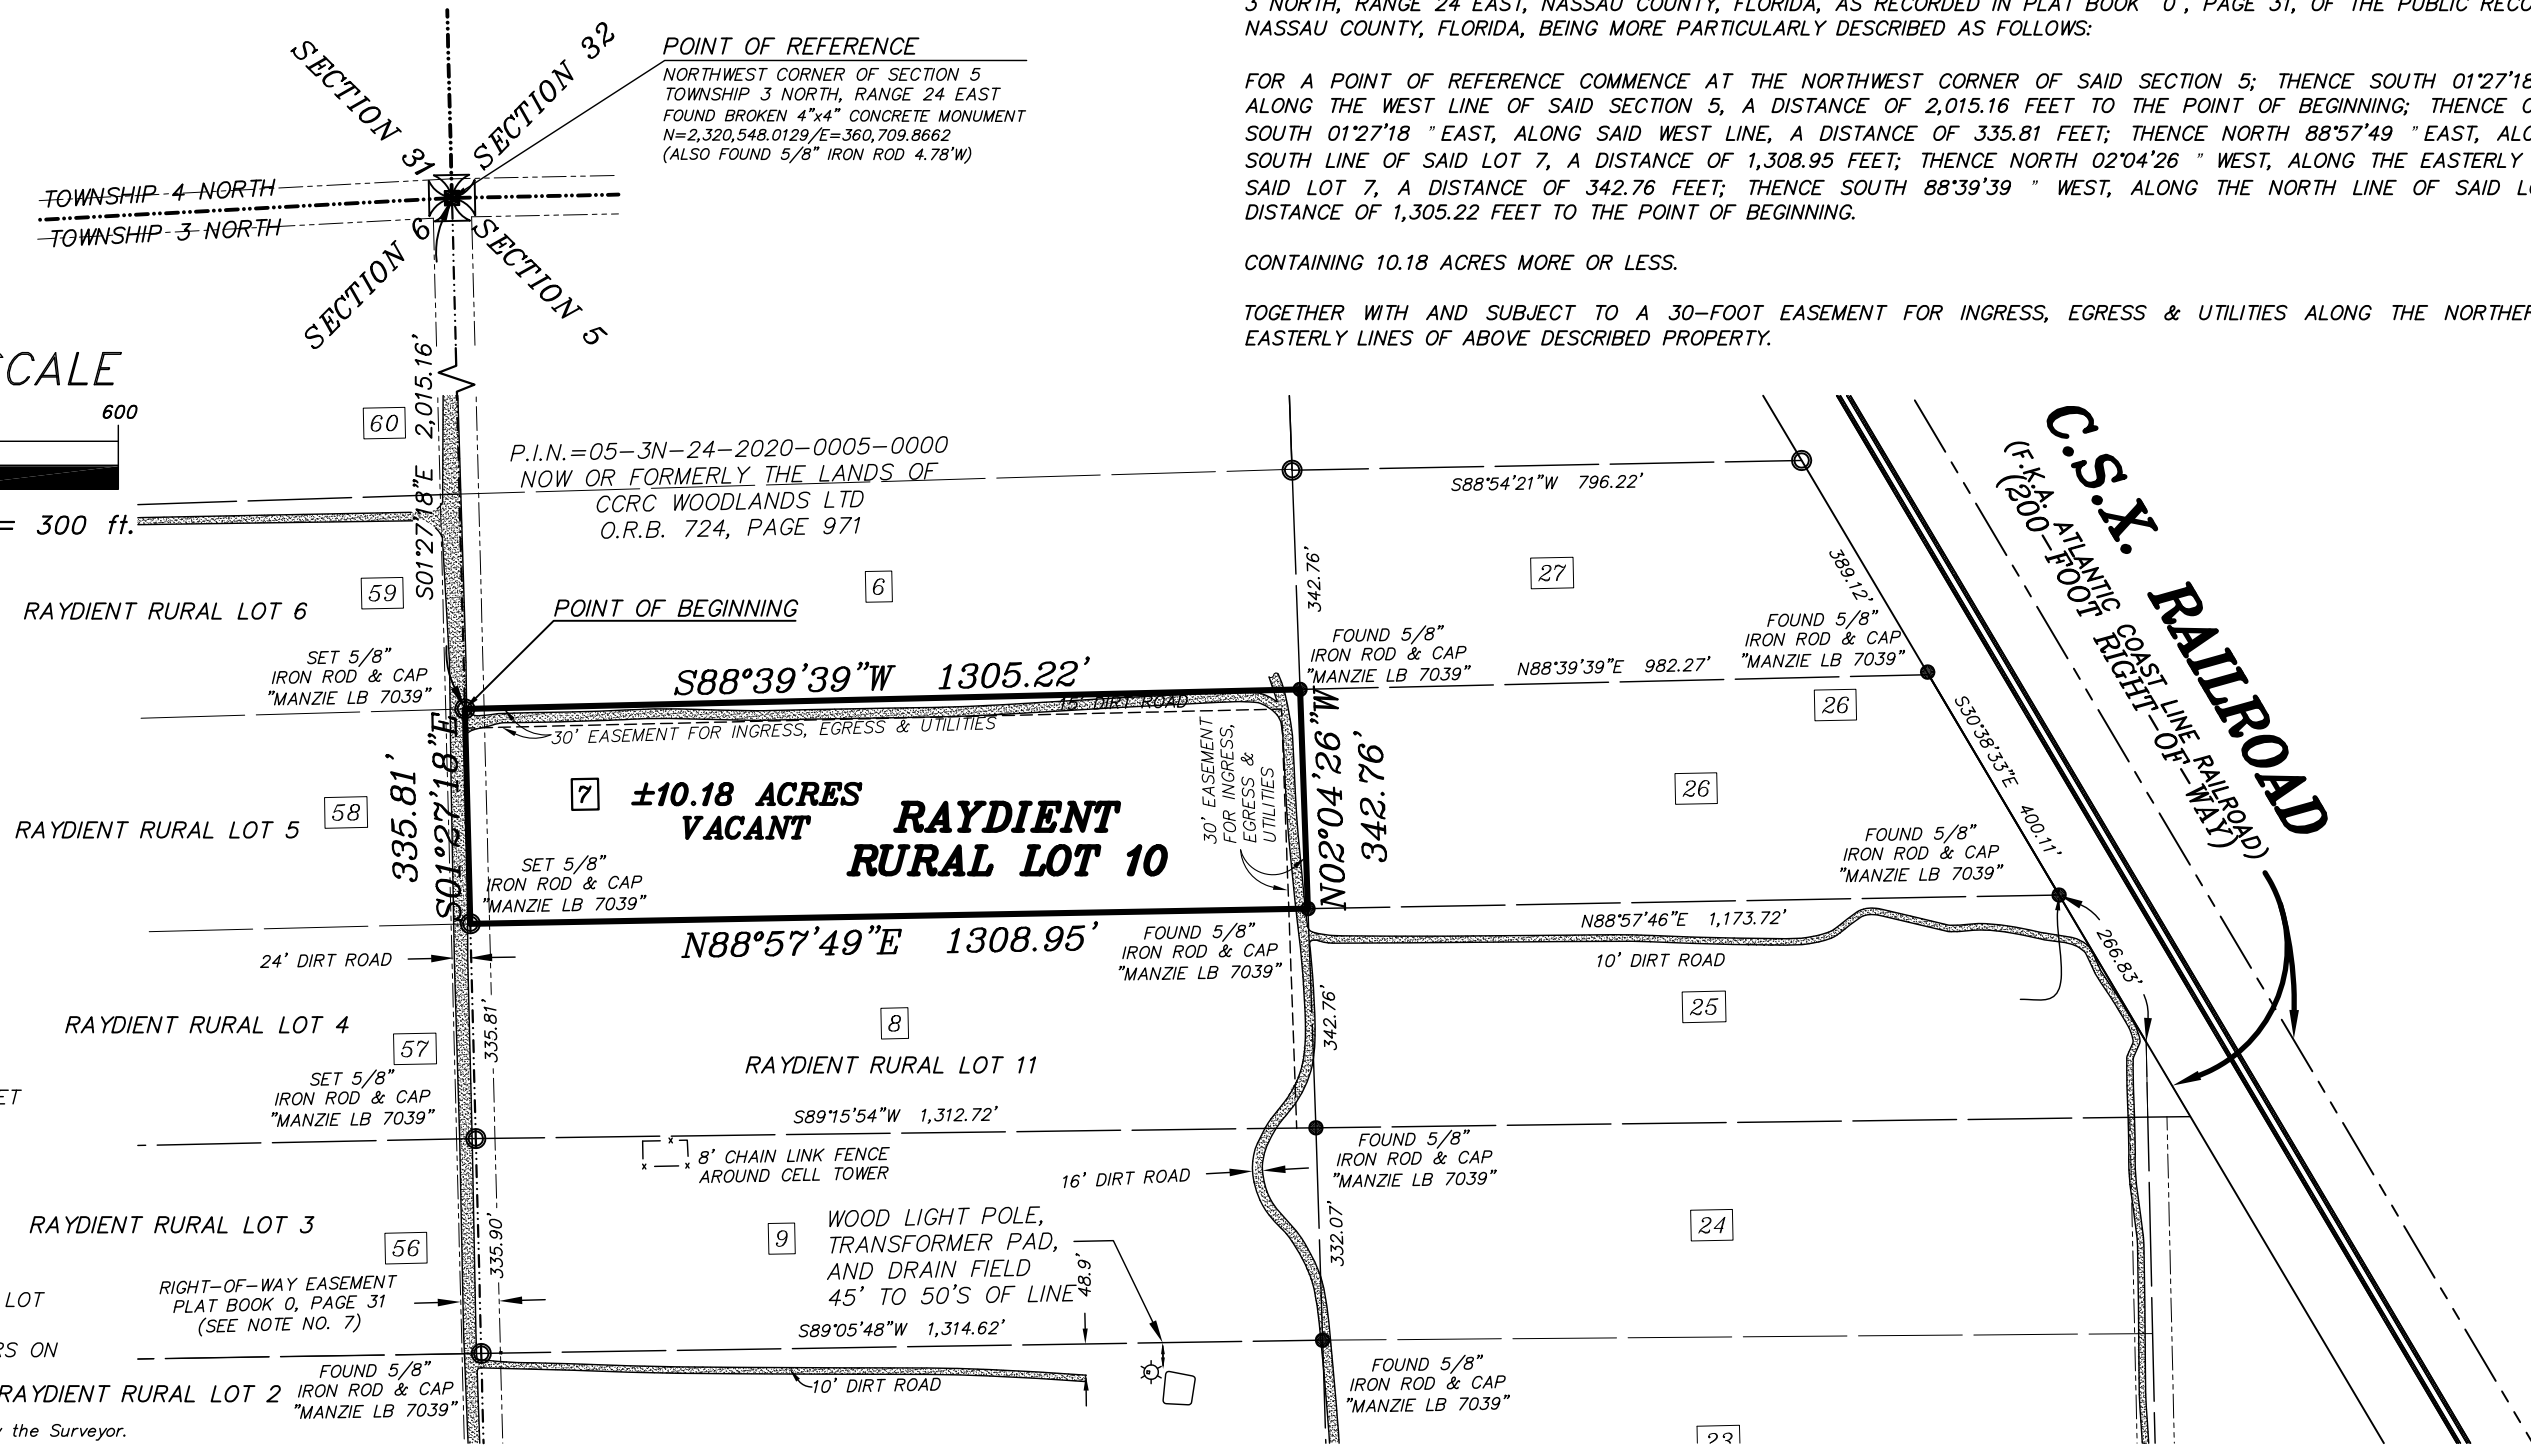 3 NORTH, RANGE 24 EAST, NASSAU COUNTY, FLORIDA, AS RECORDED IN PLAT BOOK "0", PAGE 31, OF THE PUBLIC RECO
NASSAU COUNTY, FLORIDA, BEING MORE PARTICULARLY DESCRIBED AS FOLLOWS:
FOR A POINT OF REFERENCE COMMENCE AT THE NORTHWEST CORNER OF SAID SECTION 5; THENCE SOUTH 01°27'18
ALONG THE WEST LINE OF SAID SECTION 5, A DISTANCE OF 2,015.16 FEET TO THE POINT OF BEGINNING; THENCE C
SOUTH 01°27'18 " EAST, ALONG SAID WEST LINE, A DISTANCE OF 335.81 FEET; THENCE NORTH 88°57'49 " EAST, ALO
SOUTH LINE OF SAID LOT 7, A DISTANCE OF 1,308.95 FEET; THENCE NORTH 02°04'26 " WEST, ALONG THE EASTERLY
SAID LOT 7, A DISTANCE OF 342.76 FEET; THENCE SOUTH 88°39'39 " WEST, ALONG THE NORTH LINE OF SAID LO
DISTANCE OF 1,305.22 FEET TO THE POINT OF BEGINNING.
CONTAINING 10.18 ACRES MORE OR LESS.
TOGETHER WITH AND SUBJECT TO A 30-FOOT EASEMENT FOR INGRESS, EGRESS & UTILITIES ALONG THE NORTHER
EASTERLY LINES OF ABOVE DESCRIBED PROPERTY.
SECTION 31
SECTION 32
POINT OF REFERENCE
NORTHWEST CORNER OF SECTION 5
TOWNSHIP 3 NORTH, RANGE 24 EAST
FOUND BROKEN 4"x4" CONCRETE MONUMENT
N=2,320,548.0129/E=360,709.8662
(ALSO FOUND 5/8" IRON ROD 4.78'W)
TOWNSHIP 4 NORTH
TOWNSHIP 3 NORTH
SECTION 6
SECTION 5
SCALE
600
= 300 ft.
60
S01°27'18"E 2,015.16'
P.I.N.=05-3N-24-2020-0005-0000
NOW OR FORMERLY THE LANDS OF
CCRC WOODLANDS LTD
O.R.B. 724, PAGE 971
S88°54'21"W 796.22'
C.S.X. RAILROAD
(F.K.A. ATLANTIC COAST LINE RAILROAD)
(200-FOOT RIGHT-OF-WAY)
59
RAYDIENT RURAL LOT 6
POINT OF BEGINNING
6
342.76'
27
389.12'
SET 5/8"
IRON ROD & CAP
"MANZIE LB 7039"
S88°39'39"W 1305.22'
FOUND 5/8"
IRON ROD & CAP
"MANZIE LB 7039"
N88°39'39"E 982.27'
FOUND 5/8"
IRON ROD & CAP
"MANZIE LB 7039"
15' DIRT ROAD
30' EASEMENT FOR INGRESS, EGRESS & UTILITIES
26
S30°38'33"E 400.11'
335.81'
S01°27'18"E
7
±10.18 ACRES
VACANT
RAYDIENT
RURAL LOT 10
30' EASEMENT
FOR INGRESS,
EGRESS &
UTILITIES
N02°04'26"W
342.76'
26
58
RAYDIENT RURAL LOT 5
SET 5/8"
IRON ROD & CAP
"MANZIE LB 7039"
FOUND 5/8"
IRON ROD & CAP
"MANZIE LB 7039"
N88°57'49"E 1308.95'
FOUND 5/8"
IRON ROD & CAP
"MANZIE LB 7039"
N88°57'46"E 1,173.72'
10' DIRT ROAD
266.83'
24' DIRT ROAD
RAYDIENT RURAL LOT 4
57
335.81'
8
RAYDIENT RURAL LOT 11
342.76'
25
ET
SET 5/8"
IRON ROD & CAP
"MANZIE LB 7039"
S89°15'54"W 1,312.72'
8' CHAIN LINK FENCE
AROUND CELL TOWER
16' DIRT ROAD
FOUND 5/8"
IRON ROD & CAP
"MANZIE LB 7039"
RAYDIENT RURAL LOT 3
56
335.90'
9
WOOD LIGHT POLE,
TRANSFORMER PAD,
AND DRAIN FIELD
45' TO 50'S OF LINE
48.9'
332.07'
24
LOT
RIGHT-OF-WAY EASEMENT
PLAT BOOK 0, PAGE 31
(SEE NOTE NO. 7)
S89°05'48"W 1,314.62'
RS ON
RAYDIENT RURAL LOT 2
FOUND 5/8"
IRON ROD & CAP
"MANZIE LB 7039"
10' DIRT ROAD
FOUND 5/8"
IRON ROD & CAP
"MANZIE LB 7039"
the Surveyor.
23